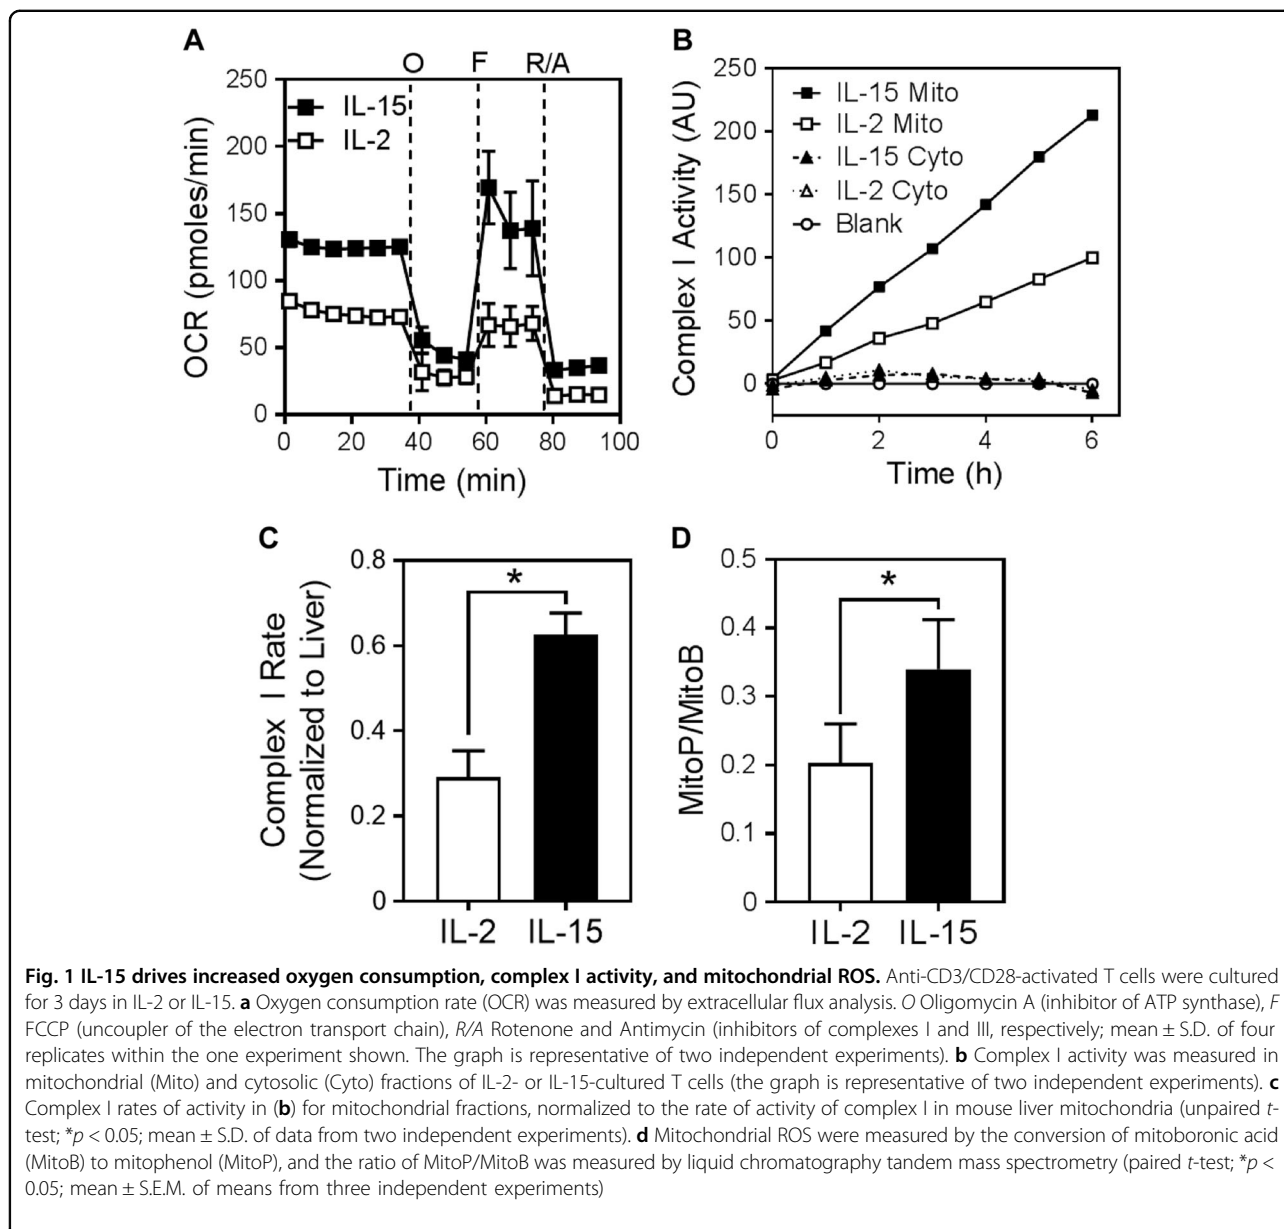 A
O F R/A
250
200
150
100
50
0
IL-15
IL-2
OCR (pmoles/min)
0 20 40 60 80 100
Time (min)
B
250
200
150
100
50
0
IL-15 Mito
IL-2 Mito
IL-15 Cyto
IL-2 Cyto
Blank
Complex I Activity (AU)
0 2 4 6
Time (h)
C
0.8
0.6
0.4
0.2
0
*
Complex I Rate
(Normalized to Liver)
IL-2 IL-15
D
0.5
0.4
0.3
0.2
0.1
0
*
MitoP/MitoB
IL-2 IL-15
Fig. 1 IL-15 drives increased oxygen consumption, complex I activity, and mitochondrial ROS. Anti-CD3/CD28-activated T cells were cultured
for 3 days in IL-2 or IL-15. a Oxygen consumption rate (OCR) was measured by extracellular flux analysis. O Oligomycin A (inhibitor of ATP synthase), F
FCCP (uncoupler of the electron transport chain), R/A Rotenone and Antimycin (inhibitors of complexes I and III, respectively; mean ± S.D. of four
replicates within the one experiment shown. The graph is representative of two independent experiments). b Complex I activity was measured in
mitochondrial (Mito) and cytosolic (Cyto) fractions of IL-2- or IL-15-cultured T cells (the graph is representative of two independent experiments). c
Complex I rates of activity in (b) for mitochondrial fractions, normalized to the rate of activity of complex I in mouse liver mitochondria (unpaired t-
test; *p < 0.05; mean ± S.D. of data from two independent experiments). d Mitochondrial ROS were measured by the conversion of mitoboronic acid
(MitoB) to mitophenol (MitoP), and the ratio of MitoP/MitoB was measured by liquid chromatography tandem mass spectrometry (paired t-test; *p <
0.05; mean ± S.E.M. of means from three independent experiments)